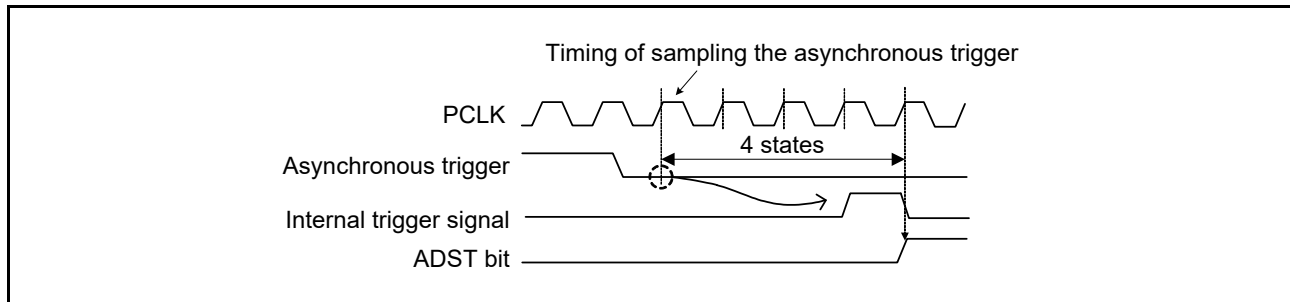 Timing of sampling the asynchronous trigger
PCLK
4 states
Asynchronous trigger
Internal trigger signal
ADST bit